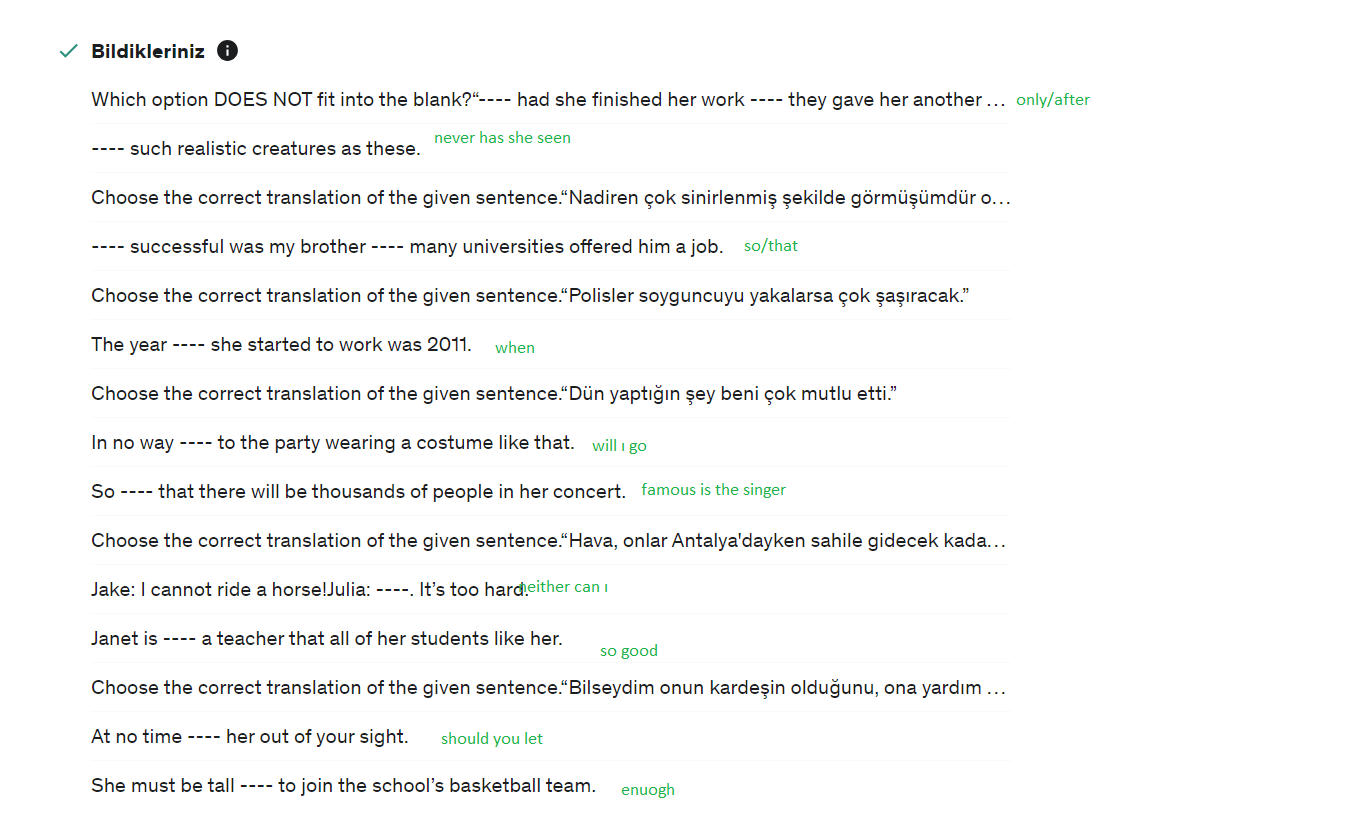 Bildikleriniz
Which option DOES NOT fit into the blank?“---- had she finished her work ---- they gave her another ... only/after
---- such realistic creatures as these. never has she seen
Choose the correct translation of the given sentence.“Nadiren çok sinirlenmiş şekilde görmüşümdür o...
---- successful was my brother ---- many universities offered him a job. so/that
Choose the correct translation of the given sentence.“Polisler soyguncuyu yakalarsa çok şaşıracak.”
The year ---- she started to work was 2011. when
Choose the correct translation of the given sentence.“Dün yaptığın şey beni çok mutlu etti.”
In no way ---- to the party wearing a costume like that. will ı go
So ---- that there will be thousands of people in her concert. famous is the singer
Choose the correct translation of the given sentence.“Hava, onlar Antalya'dayken sahile gidecek kada...
Jake: I cannot ride a horse!Julia: ----. It’s too hard. neither can ı
Janet is ---- a teacher that all of her students like her. so good
Choose the correct translation of the given sentence.“Bilseydim onun kardeşin olduğunu, ona yardım ...
At no time ---- her out of your sight. should you let
She must be tall ---- to join the school’s basketball team. enuogh